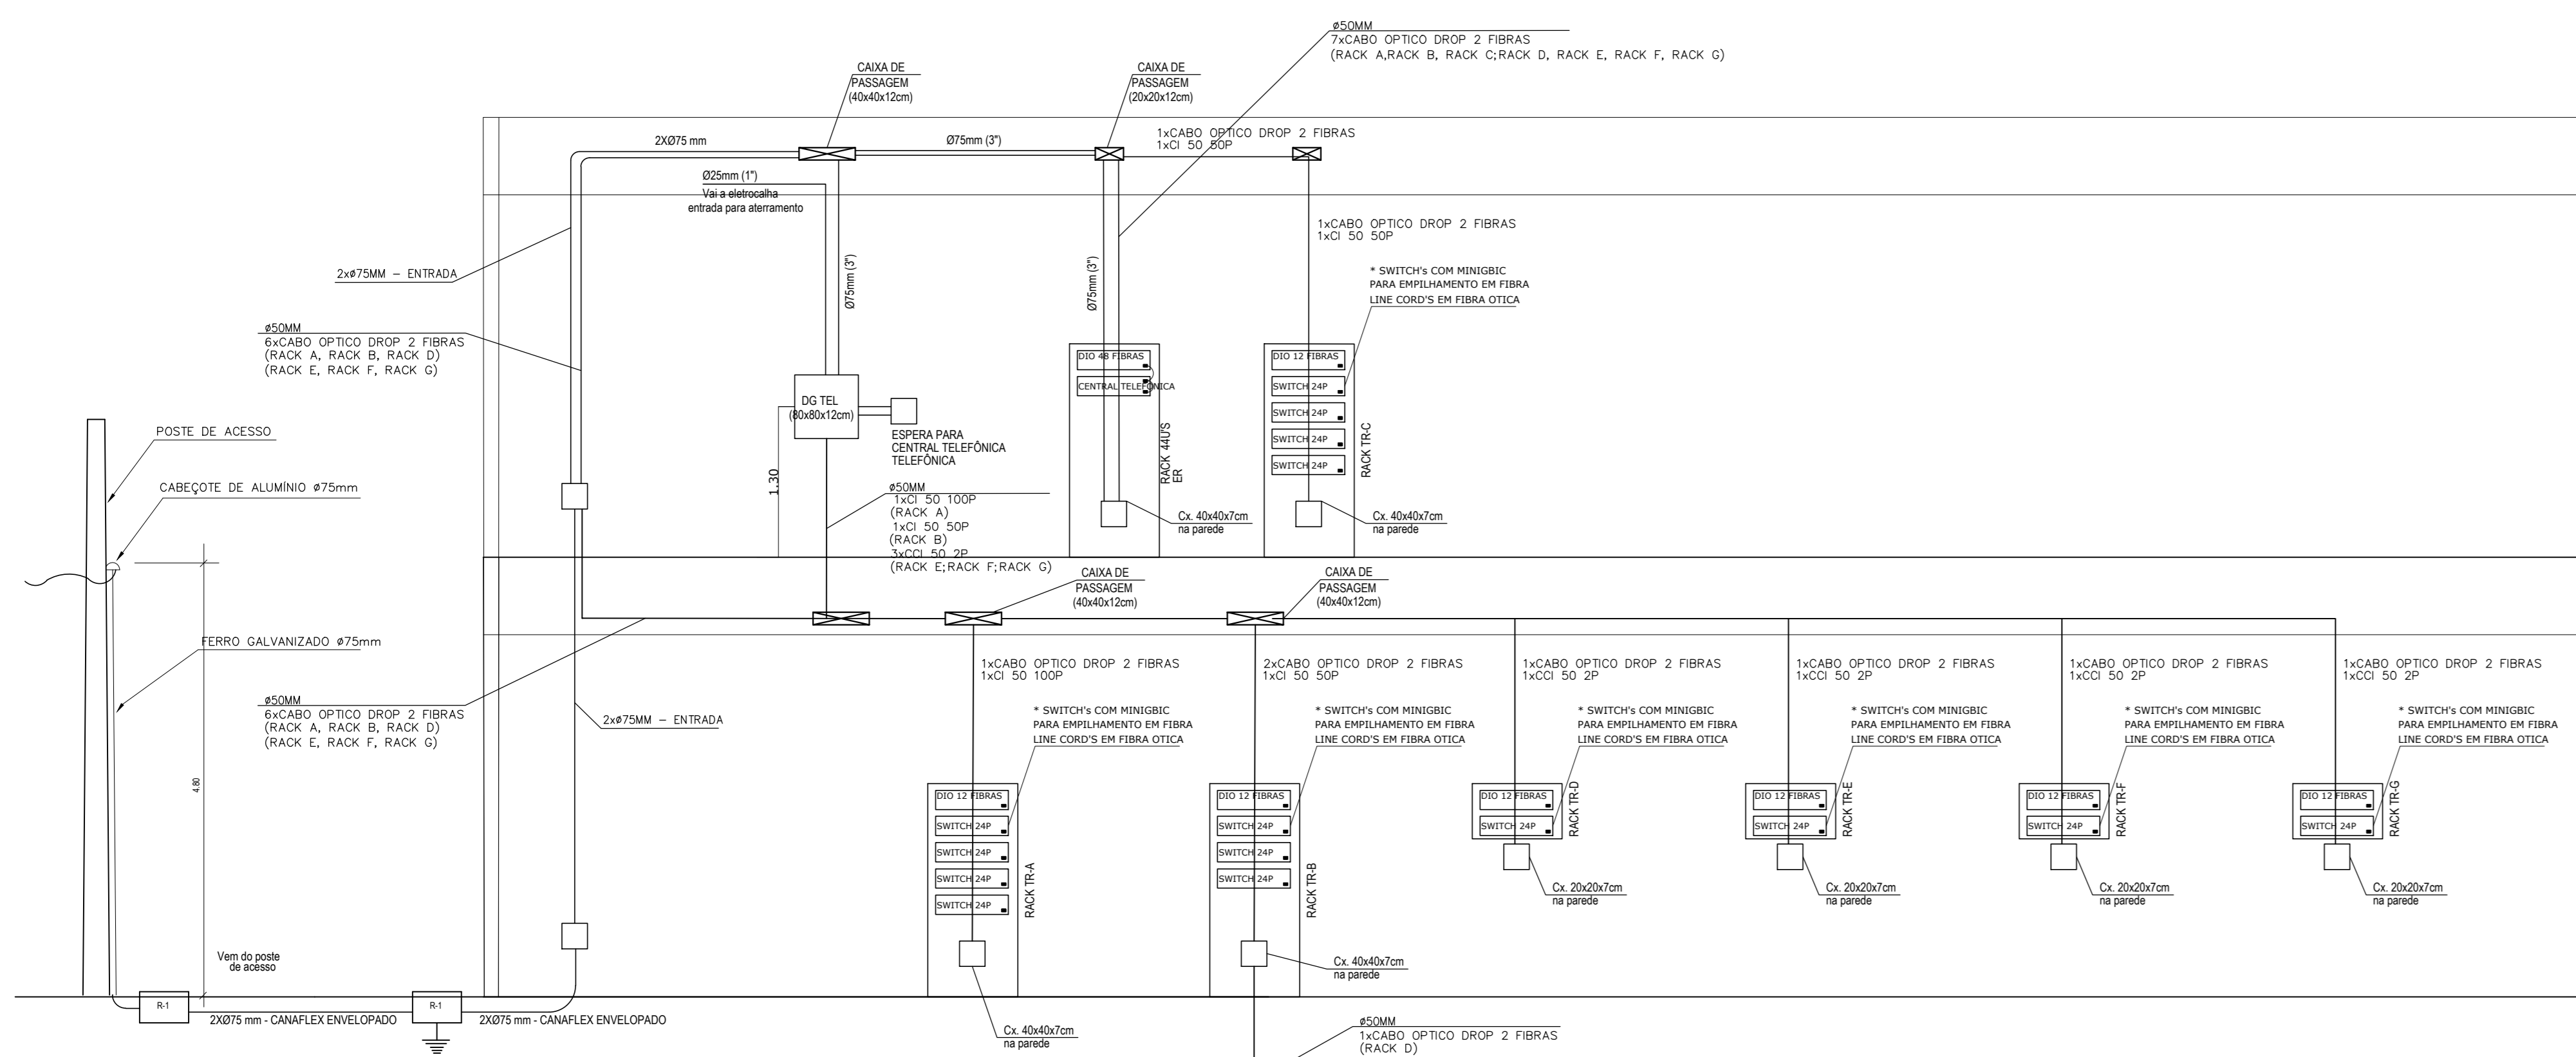 ø50MM
7xCABO OPTICO DROP 2 FIBRAS
(RACK A,RACK B, RACK C;RACK D, RACK E, RACK F, RACK G)
CAIXA DE
PASSAGEM
(40x40x12cm)
CAIXA DE
PASSAGEM
(20x20x12cm)
2XØ75 mm
Ø75mm (3")
1xCABO OPTICO DROP 2 FIBRAS
1xCI 50 50P
Ø25mm (1")
Vai a eletrocalha
entrada para aterramento
1xCABO OPTICO DROP 2 FIBRAS
1xCI 50 50P
2xø75MM – ENTRADA
Ø75mm (3")
Ø75mm (3")
* SWITCH's COM MINIGBIC
PARA EMPILHAMENTO EM FIBRA
LINE CORD'S EM FIBRA OTICA
ø50MM
6xCABO OPTICO DROP 2 FIBRAS
(RACK A, RACK B, RACK D)
(RACK E, RACK F, RACK G)
DIO 48 FIBRAS
CENTRAL TELEFÔNICA
RACK 44U'S
ER
DIO 12 FIBRAS
SWITCH 24P
SWITCH 24P
SWITCH 24P
SWITCH 24P
RACK TR-C
DG TEL
(80x80x12cm)
ESPERA PARA
CENTRAL TELEFÔNICA
TELEFÔNICA
1.30
POSTE DE ACESSO
CABEÇOTE DE ALUMÍNIO ø75mm
ø50MM
1xCI 50 100P
(RACK A)
1xCI 50 50P
(RACK B)
3xCCI 50 2P
(RACK E;RACK F;RACK G)
Cx. 40x40x7cm
na parede
Cx. 40x40x7cm
na parede
CAIXA DE
PASSAGEM
(40x40x12cm)
CAIXA DE
PASSAGEM
(40x40x12cm)
FERRO GALVANIZADO ø75mm
4.80
ø50MM
6xCABO OPTICO DROP 2 FIBRAS
(RACK A, RACK B, RACK D)
(RACK E, RACK F, RACK G)
2xø75MM – ENTRADA
1xCABO OPTICO DROP 2 FIBRAS
1xCI 50 100P
2xCABO OPTICO DROP 2 FIBRAS
1xCI 50 50P
1xCABO OPTICO DROP 2 FIBRAS
1xCCI 50 2P
1xCABO OPTICO DROP 2 FIBRAS
1xCCI 50 2P
1xCABO OPTICO DROP 2 FIBRAS
1xCCI 50 2P
1xCABO OPTICO DROP 2 FIBRAS
1xCCI 50 2P
* SWITCH's COM MINIGBIC
PARA EMPILHAMENTO EM FIBRA
LINE CORD'S EM FIBRA OTICA
* SWITCH's COM MINIGBIC
PARA EMPILHAMENTO EM FIBRA
LINE CORD'S EM FIBRA OTICA
* SWITCH's COM MINIGBIC
PARA EMPILHAMENTO EM FIBRA
LINE CORD'S EM FIBRA OTICA
* SWITCH's COM MINIGBIC
PARA EMPILHAMENTO EM FIBRA
LINE CORD'S EM FIBRA OTICA
* SWITCH's COM MINIGBIC
PARA EMPILHAMENTO EM FIBRA
LINE CORD'S EM FIBRA OTICA
* SWITCH's COM MINIGBIC
PARA EMPILHAMENTO EM FIBRA
LINE CORD'S EM FIBRA OTICA
DIO 12 FIBRAS
SWITCH 24P
SWITCH 24P
SWITCH 24P
SWITCH 24P
RACK TR-A
DIO 12 FIBRAS
SWITCH 24P
SWITCH 24P
SWITCH 24P
RACK TR-B
DIO 12 FIBRAS
SWITCH 24P
RACK TR-D
DIO 12 FIBRAS
SWITCH 24P
RACK TR-E
DIO 12 FIBRAS
SWITCH 24P
RACK TR-F
DIO 12 FIBRAS
SWITCH 24P
RACK TR-G
Cx. 20x20x7cm
na parede
Cx. 20x20x7cm
na parede
Cx. 20x20x7cm
na parede
Cx. 20x20x7cm
na parede
Vem do poste
de acesso
Cx. 40x40x7cm
na parede
R-1
R-1
2XØ75 mm - CANAFLEX ENVELOPADO
2XØ75 mm - CANAFLEX ENVELOPADO
Cx. 40x40x7cm
na parede
ø50MM
1xCABO OPTICO DROP 2 FIBRAS
(RACK D)